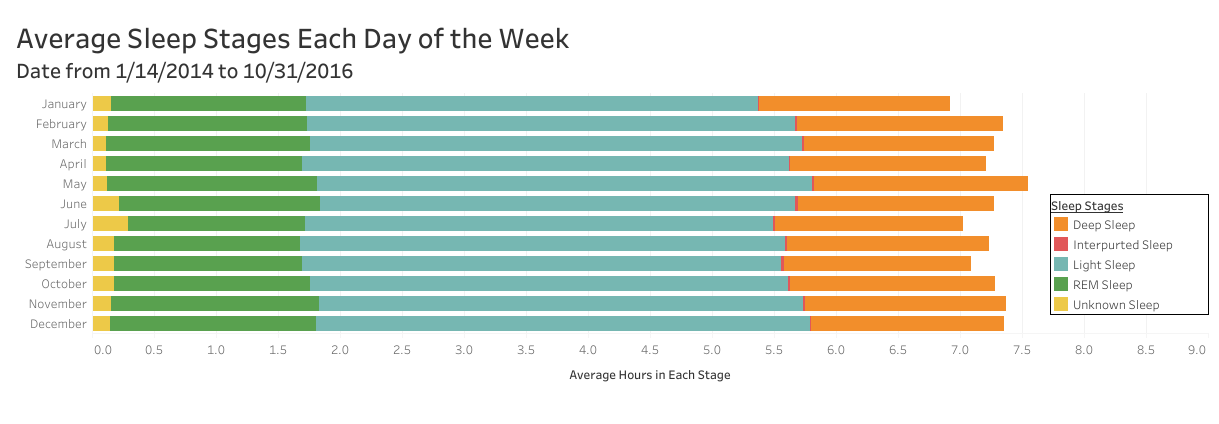 Average Sleep Stages Each Day of the Week
Date from 1/14/2014 to 10/31/2016
January
February
March
April
May
June
July
August
September
October
November
December
Sleep Stages
Deep Sleep
Interpurted Sleep
Light Sleep
REM Sleep
Unknown Sleep
0.0 0.5 1.0 1.5 2.0 2.5 3.0 3.5 4.0 4.5 5.0 5.5 6.0 6.5 7.0 7.5 8.0 8.5 9.0
Average Hours in Each Stage